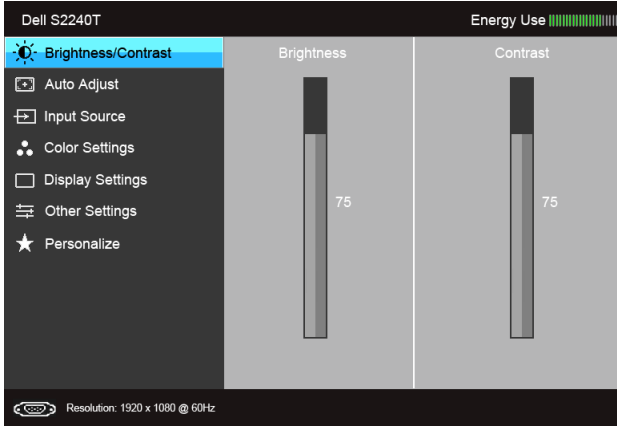 Dell S2240T
Energy Use
Brightness/Contrast
Auto Adjust
Input Source
Color Settings
Display Settings
Other Settings
Personalize
Brightness
Contrast
75
75
Resolution: 1920 x 1080 @ 60Hz